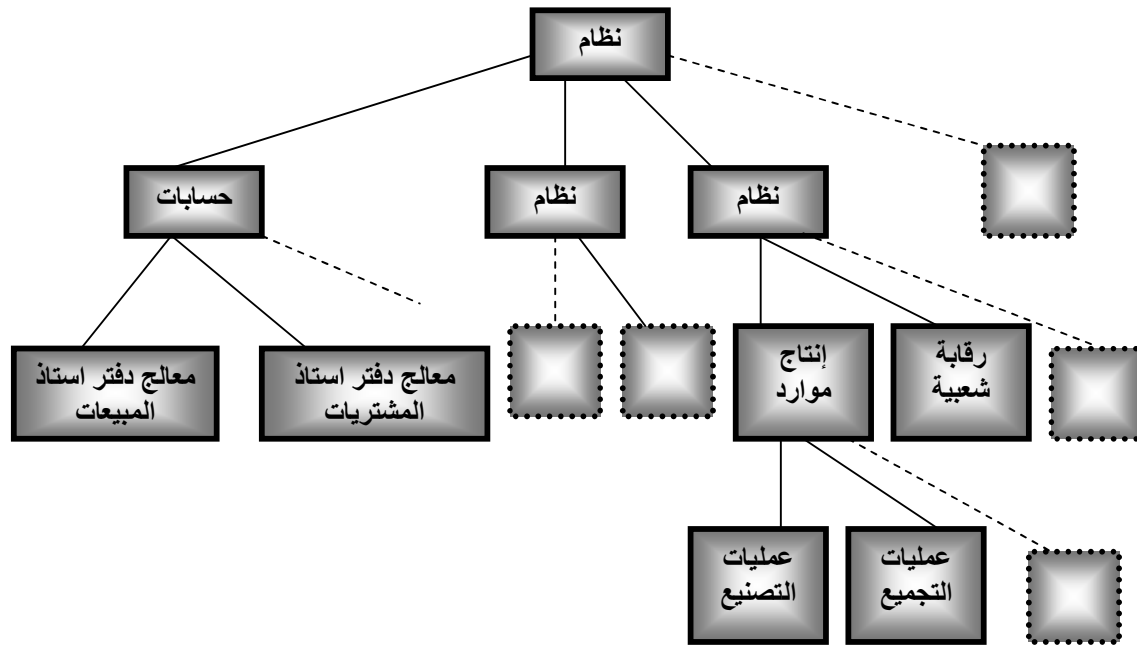 نظام
حسابات
نظام
نظام
معالج دفتر استاذ
المبيعات
معالج دفتر استاذ
المشتريات
إنتاج
موارد
رقابة
شعبية
عمليات
التصنيع
عمليات
التجميع